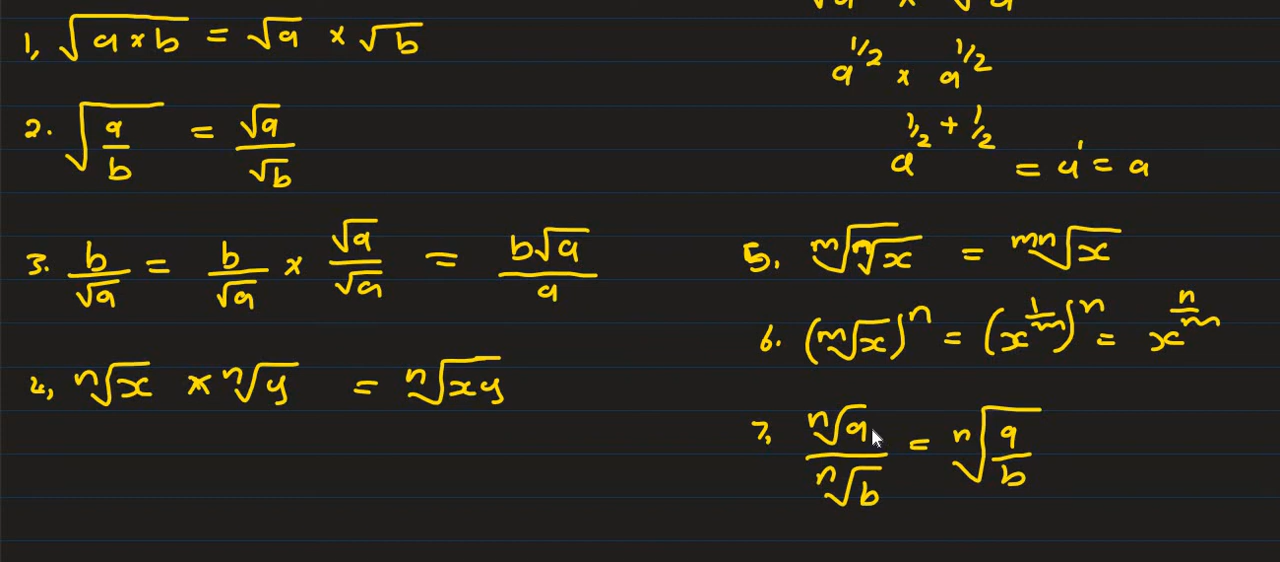 1, √(a×b) = √a × √b
2. √(a/b) = √a/√b
3. b/√a = b/√a × √a/√a = b√a/a
4, ⁿ√x × ⁿ√y = ⁿ√xy
√a × √a
a^1/2 × a^1/2
a^(1/2 + 1/2) = a¹ = a
5. ᵐ√(ⁿ√x) = ᵐⁿ√x
6. (ᵐ√x)ⁿ = (x^(1/m))ⁿ = x^(n/m)
7, ⁿ√a/ⁿ√b = ⁿ√(a/b)